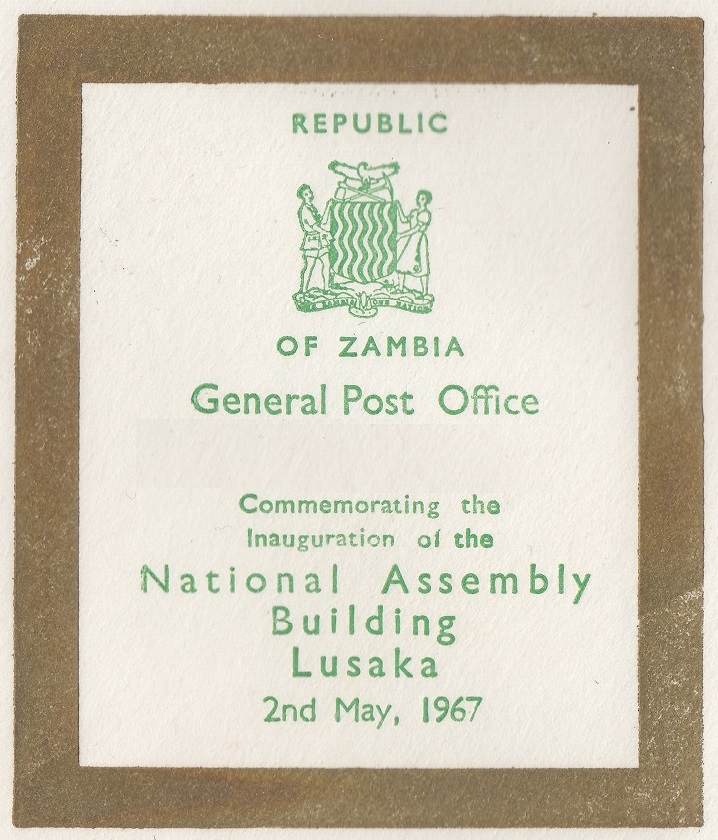 REPUBLIC
OF ZAMBIA
General Post Office
Commemorating the
Inauguration of the
National Assembly
Building
Lusaka
2nd May, 1967